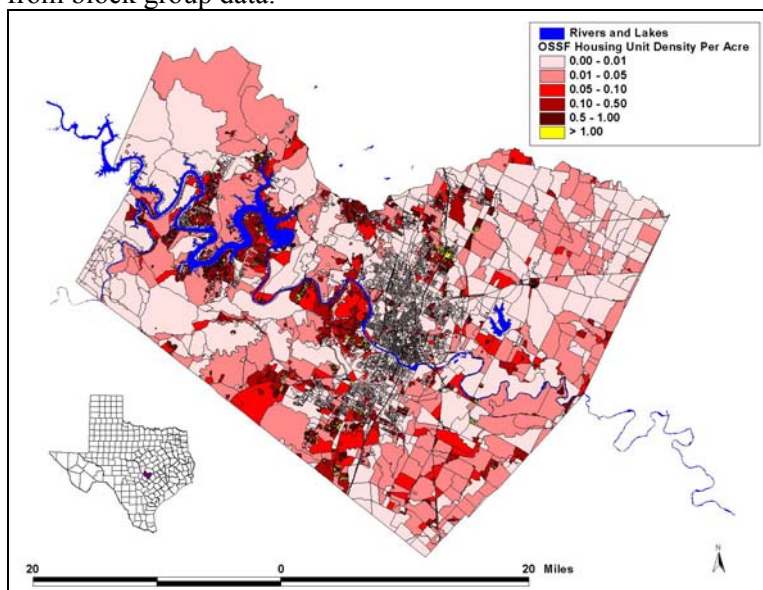 from block group data.
Rivers and Lakes
OSSF Housing Unit Density Per Acre
0.00 - 0.01
0.01 - 0.05
0.05 - 0.10
0.10 - 0.50
0.5 - 1.00
> 1.00
N
20 0 20 Miles